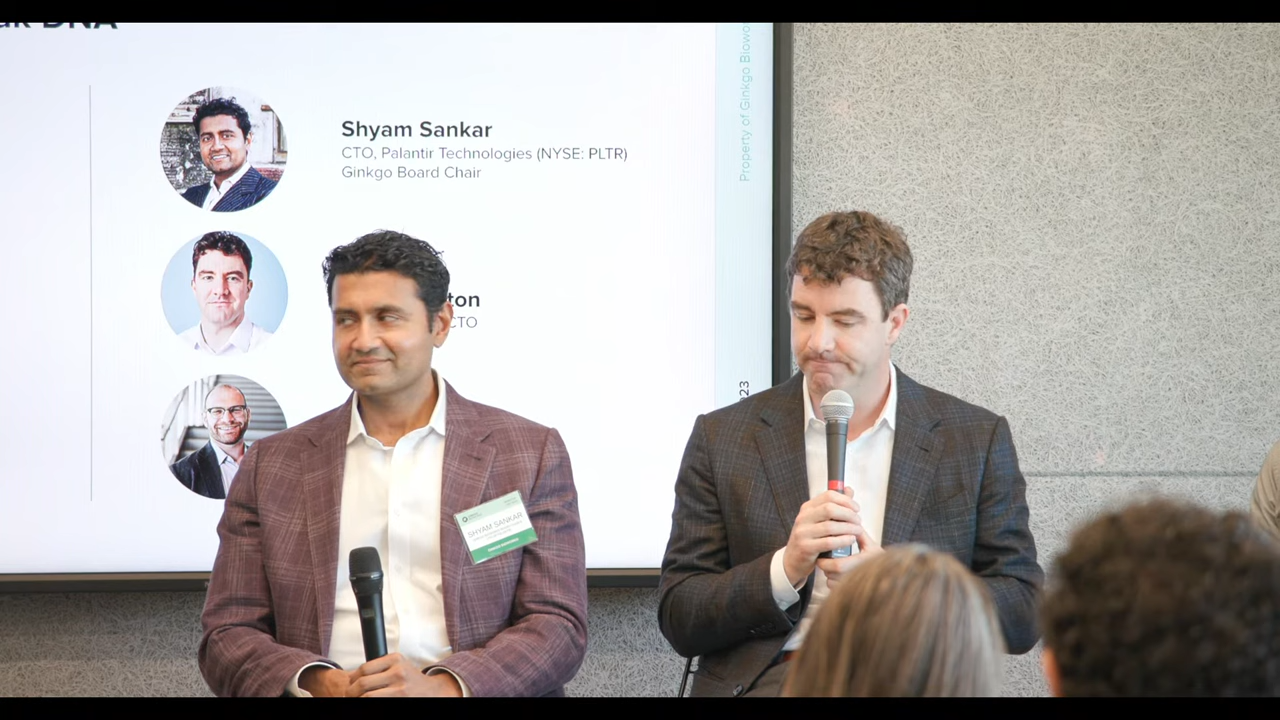 DNA
Shyam Sankar
CTO, Palantir Technologies (NYSE: PLTR)
Ginkgo Board Chair
ton
CTO
Property of Ginkgo Biowo
23
SHYAM SANKAR